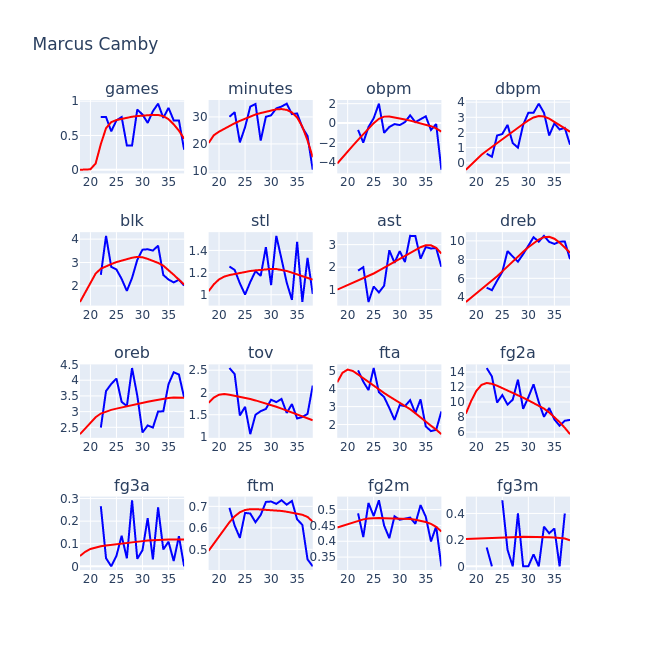 Marcus Camby
games minutes obpm dbpm
1 0.5 0 20 25 30 35
30 20 10 20 25 30 35
2 0 −2 −4 20 25 30 35
4 3 2 1 0 20 25 30 35
blk stl ast dreb
4 3 2 20 25 30 35
1.4 1.2 1 20 25 30 35
3 2 1 20 25 30 35
10 8 6 4 20 25 30 35
oreb tov fta fg2a
4.5 4 3.5 3 2.5 20 25 30 35
2.5 2 1.5 1 20 25 30 35
5 4 3 2 20 25 30 35
14 12 10 8 6 20 25 30 35
fg3a ftm fg2m fg3m
0.3 0.2 0.1 0 20 25 30 35
0.7 0.6 0.5 20 25 30 35
0.5 0.45 0.4 0.35 20 25 30 35
0.4 0.2 0 20 25 30 35